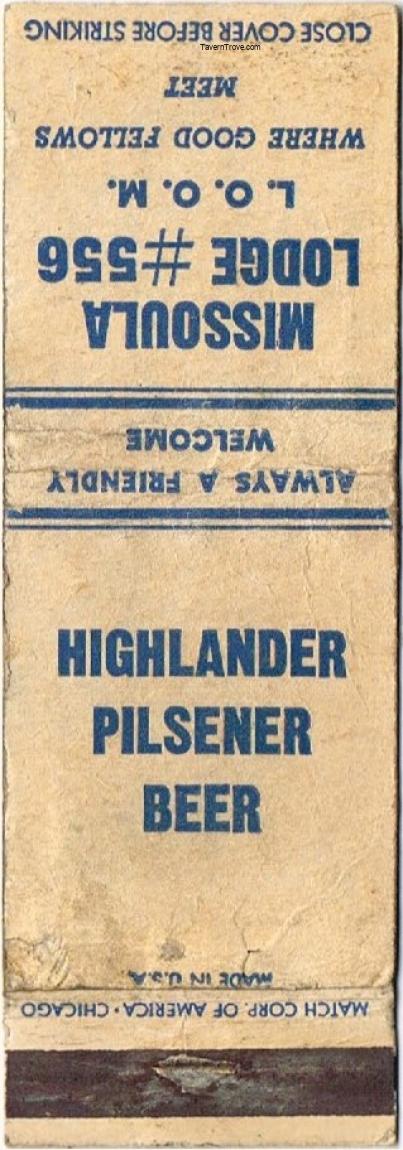 CLOSE COVER BEFORE STRIKING
TavernTrove.com
MISSOULA
LODGE #556
L. O. O. M.
WHERE GOOD FELLOWS
MEET
ALWAYS A FRIENDLY
WELCOME
HIGHLANDER
PILSENER
BEER
MADE IN U.S.A.
MATCH CORP. OF AMERICA • CHICAGO